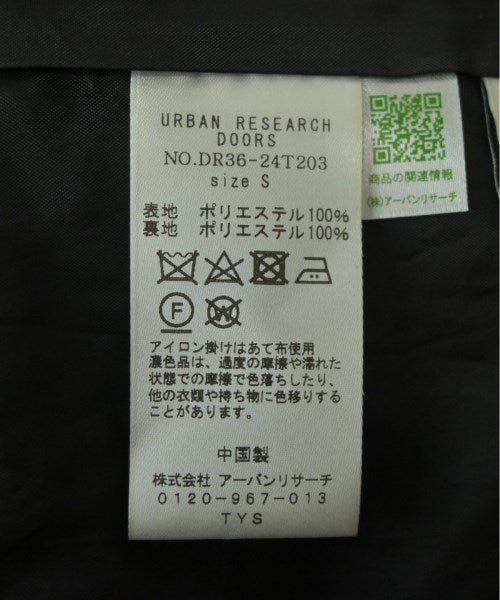 URBAN RESEARCH
DOORS
NO.DR36-24T203
size S
表地 ポリエステル100%
裏地 ポリエステル100%
F
W
アイロン掛けはあて布使用
濃色品は、過度の摩擦や濡れた
状態での摩擦で色落ちしたり、
他の衣類や持ち物に色移りする
ことがあります。
中国製
株式会社 アーバンリサーチ
0120-967-013
TYS
商品の関連情報
(株)アーバンリサーチ